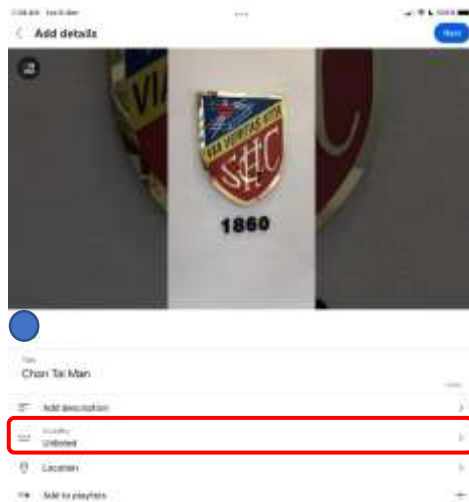 Add details
Next
VIA VERITAS VITA
SHC
1860
Title
Chan Tai Man
Add description
Visibility
Unlisted
Location
Add to playlists